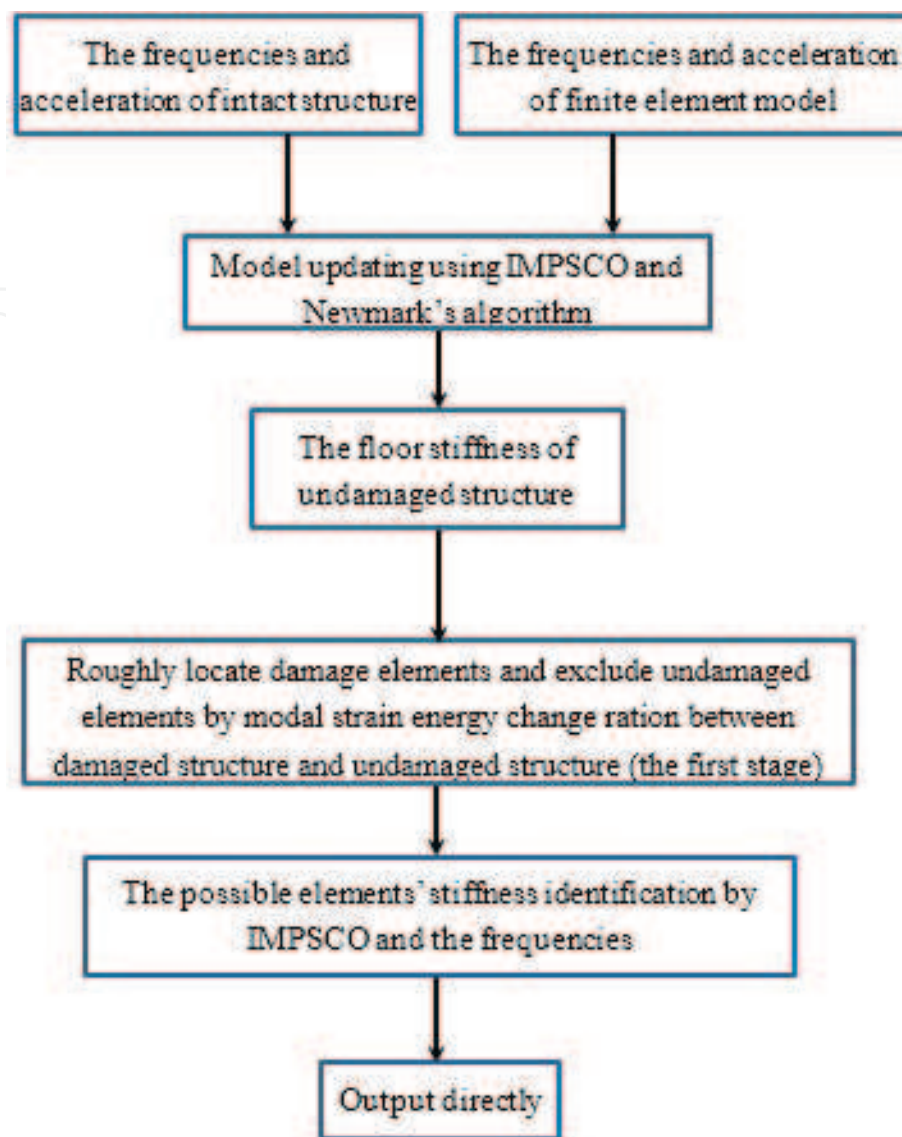 The frequencies and
acceleration of intact structure
The frequencies and acceleration
of finite element model
Model updating using IMPSCO and
Newmark's algorithm
The floor stiffness of
undamaged structure
Roughly locate damage elements and exclude undamaged
elements by modal strain energy change ration between
damaged structure and undamaged structure (the first stage)
The possible elements' stiffness identification by
IMPSCO and the frequencies
Output directly